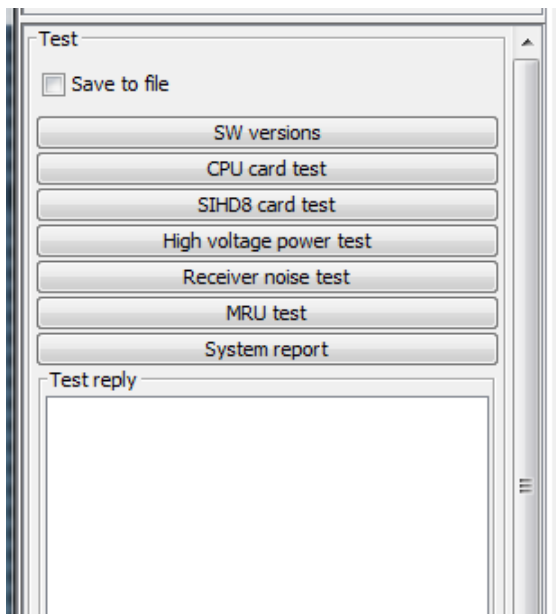 Test
Save to file
SW versions
CPU card test
SIHD8 card test
High voltage power test
Receiver noise test
MRU test
System report
Test reply